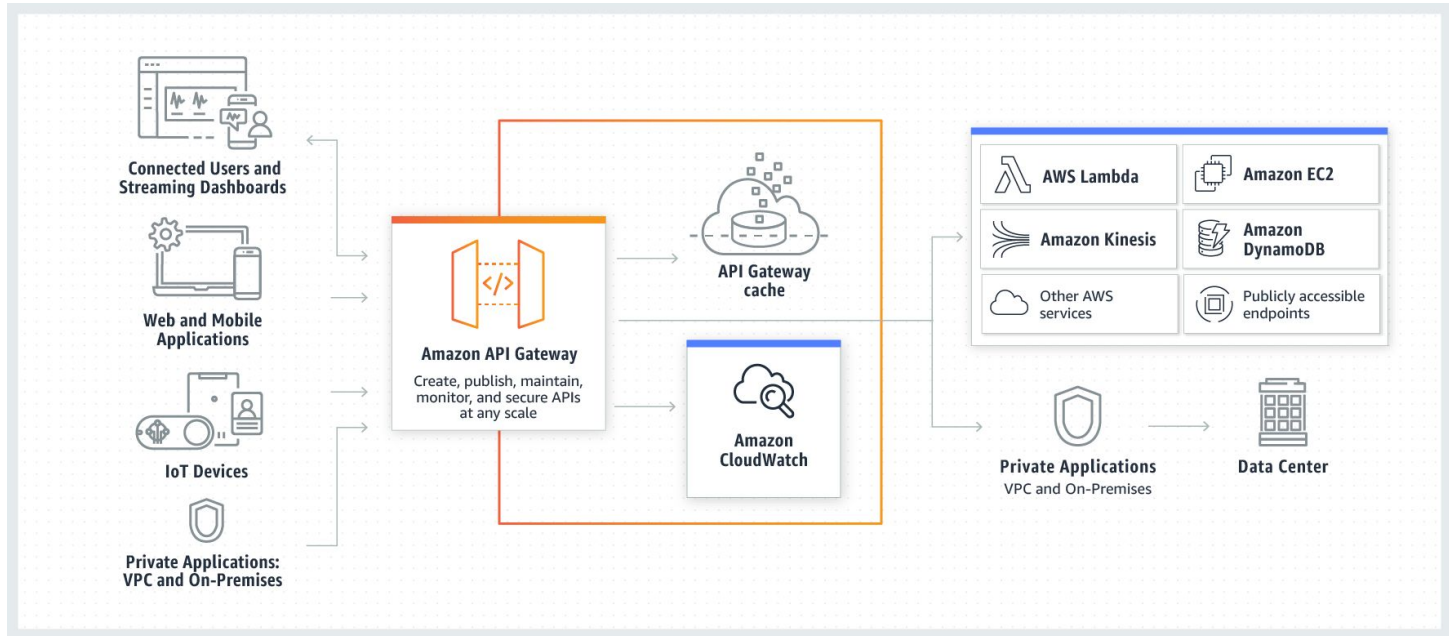 Connected Users and
Streaming Dashboards
Web and Mobile
Applications
IoT Devices
Private Applications:
VPC and On-Premises
</>
Amazon API Gateway
Create, publish, maintain,
monitor, and secure APIs
at any scale
API Gateway
cache
Amazon
CloudWatch
AWS Lambda
Amazon EC2
Amazon Kinesis
Amazon
DynamoDB
Other AWS
services
Publicly accessible
endpoints
Private Applications
VPC and On-Premises
Data Center